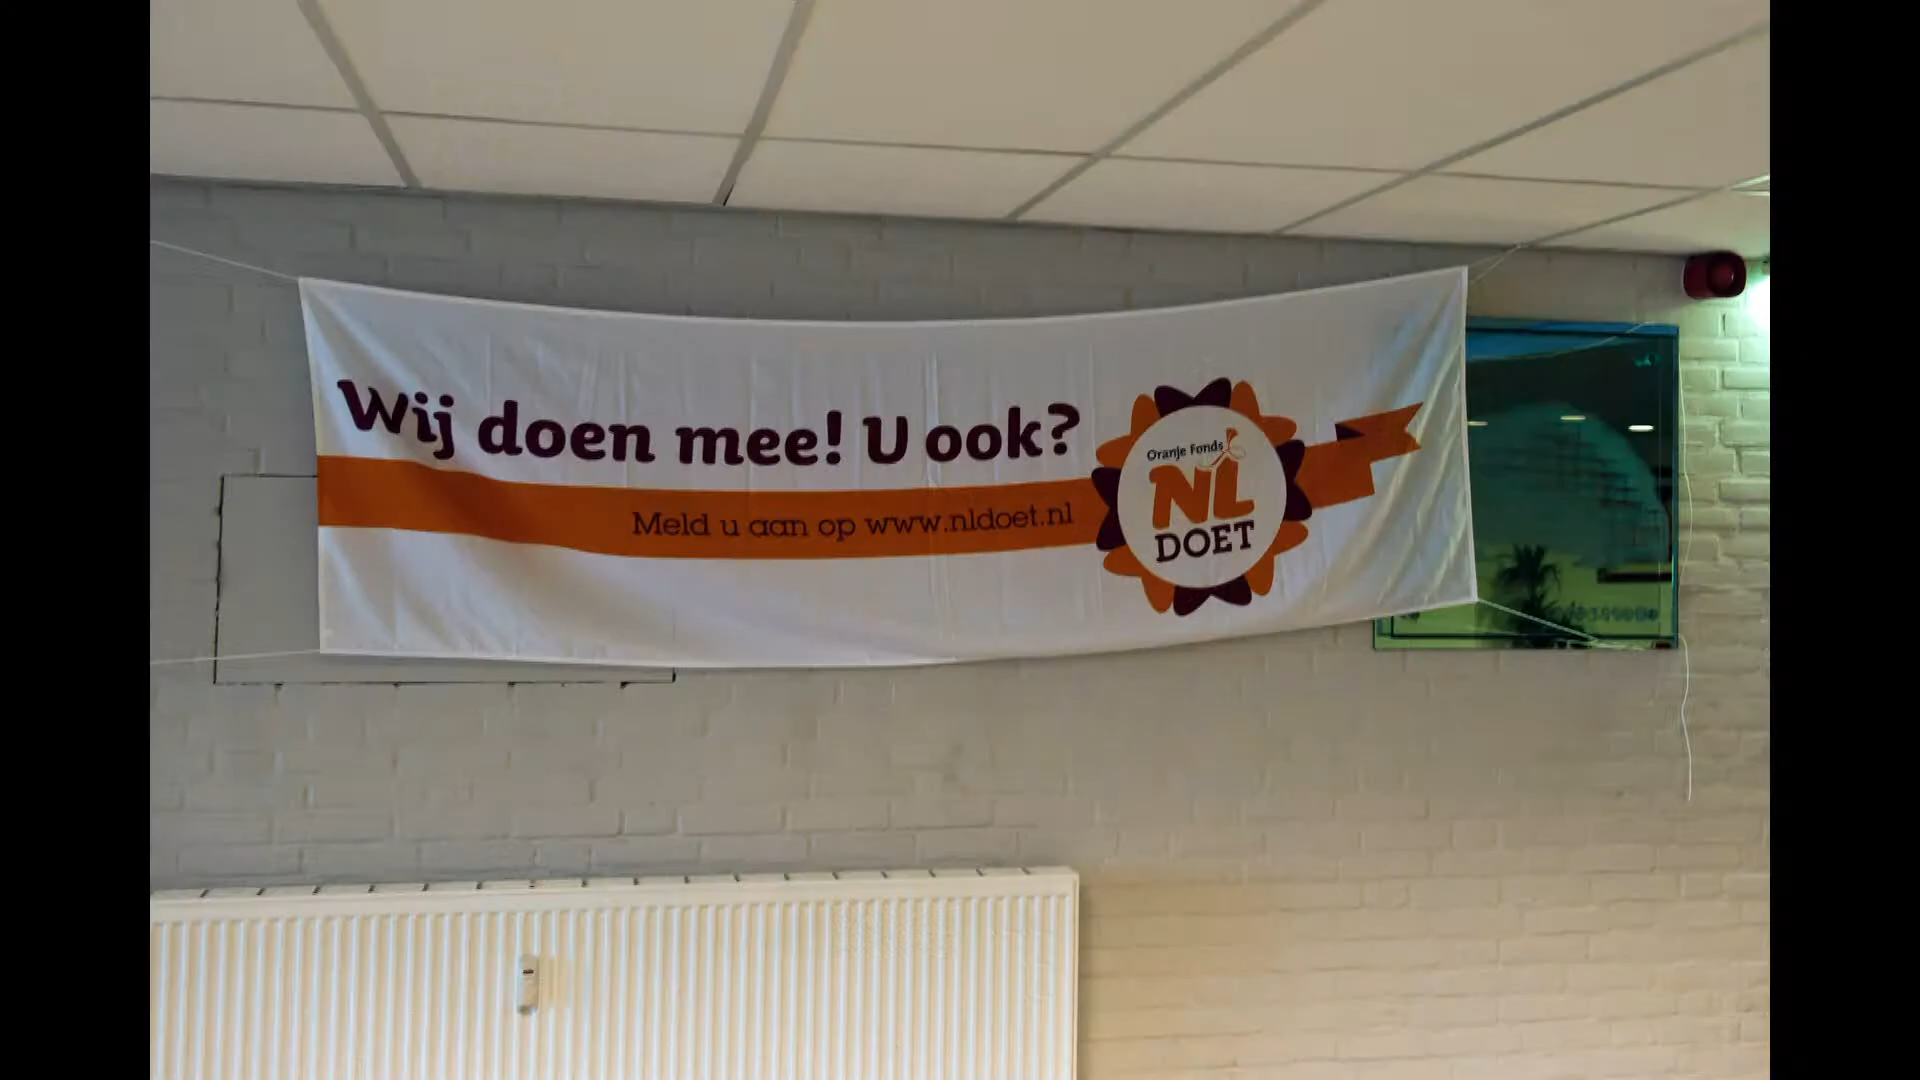 Wij doen mee! U ook?
Meld u aan op www.nldoet.nl
Oranje Fonds
NL
DOET